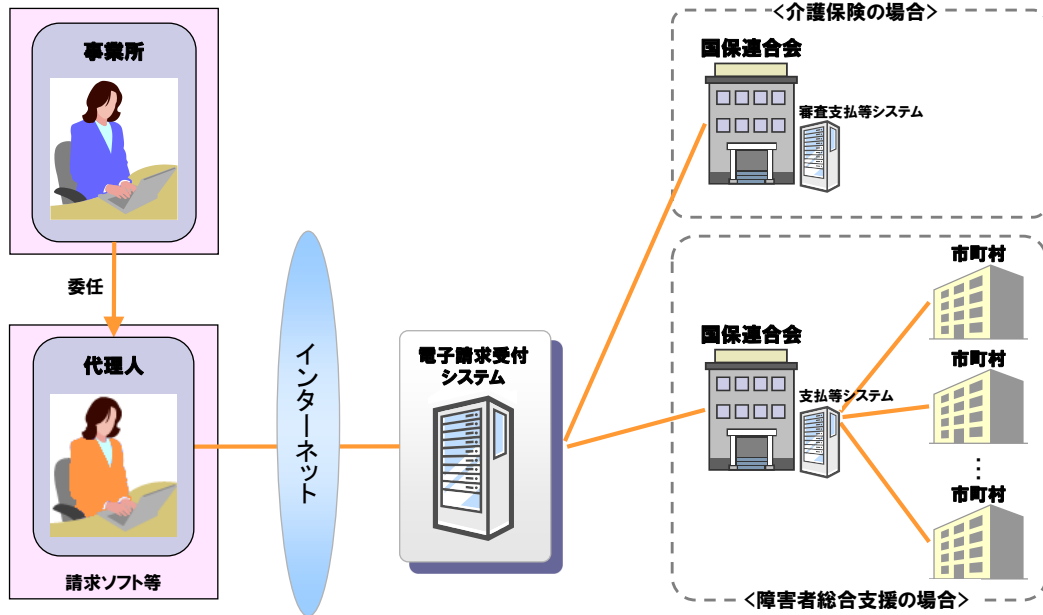 事業所
委任
代理人
請求ソフト等
インターネット
電子請求受付
システム
<介護保険の場合>
国保連合会
審査支払等システム
国保連合会
支払等システム
市町村
市町村
⋮
市町村
<障害者総合支援の場合>